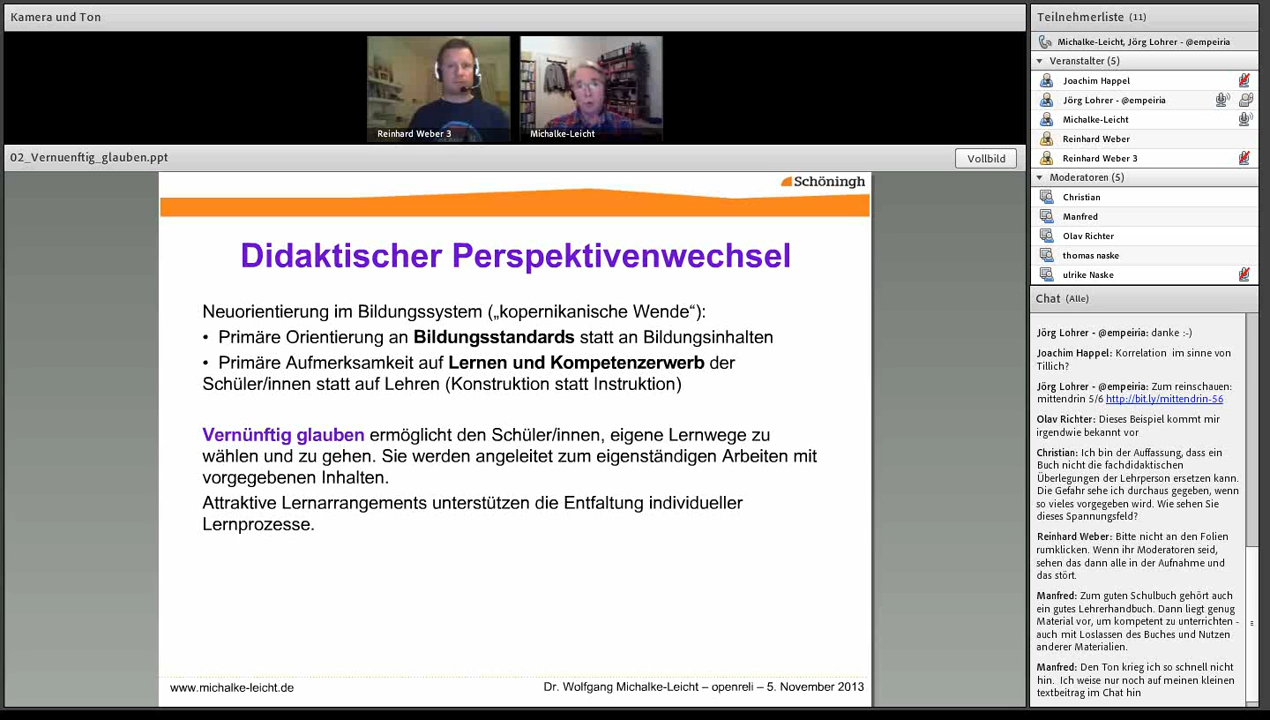 Kamera und Ton
Reinhard Weber 3
Michalke-Leicht
02_Vernuenftig_glauben.ppt
Vollbild
Schöningh
Didaktischer Perspektivenwechsel
Neuorientierung im Bildungssystem („kopernikanische Wende“):
• Primäre Orientierung an Bildungsstandards statt an Bildungsinhalten
• Primäre Aufmerksamkeit auf Lernen und Kompetenzerwerb der
Schüler/innen statt auf Lehren (Konstruktion statt Instruktion)
Vernünftig glauben ermöglicht den Schüler/innen, eigene Lernwege zu
wählen und zu gehen. Sie werden angeleitet zum eigenständigen Arbeiten mit
vorgegebenen Inhalten.
Attraktive Lernarrangements unterstützen die Entfaltung individueller
Lernprozesse.
www.michalke-leicht.de
Dr. Wolfgang Michalke-Leicht – openreli – 5. November 2013
Teilnehmerliste (11)
Michalke-Leicht, Jörg Lohrer - @empeiria
Veranstalter (5)
Joachim Happel
Jörg Lohrer - @empeiria
Michalke-Leicht
Reinhard Weber
Reinhard Weber 3
Moderatoren (5)
Christian
Manfred
Olav Richter
thomas naske
ulrike Naske
Chat (Alle)
Jörg Lohrer - @empeiria: danke :-)
Joachim Happel: Korrelation im sinne von
Tillich?
Jörg Lohrer - @empeiria: Zum reinschauen:
mittendrin 5/6 http://bit.ly/mittendrin-56
Olav Richter: Dieses Beispiel kommt mir
irgendwie bekannt vor
Christian: Ich bin der Auffassung, dass ein
Buch nicht die fachdidaktischen
Überlegungen der Lehrperson ersetzen kann.
Die Gefahr sehe ich durchaus gegeben, wenn
so vieles vorgegeben wird. Wie sehen Sie
dieses Spannungsfeld?
Reinhard Weber: Bitte nicht an den Folien
rumklicken. Wenn ihr Moderatoren seid,
sehen das dann alle in der Aufnahme und
das stört.
Manfred: Zum guten Schulbuch gehört auch
ein gutes Lehrerhandbuch. Dann liegt genug
Material vor, um kompetent zu unterrichten -
auch mit Loslassen des Buches und Nutzen
anderer Materialien.
Manfred: Den Ton krieg ich so schnell nicht
hin. Ich weise nur noch auf meinen kleinen
textbeitrag im Chat hin